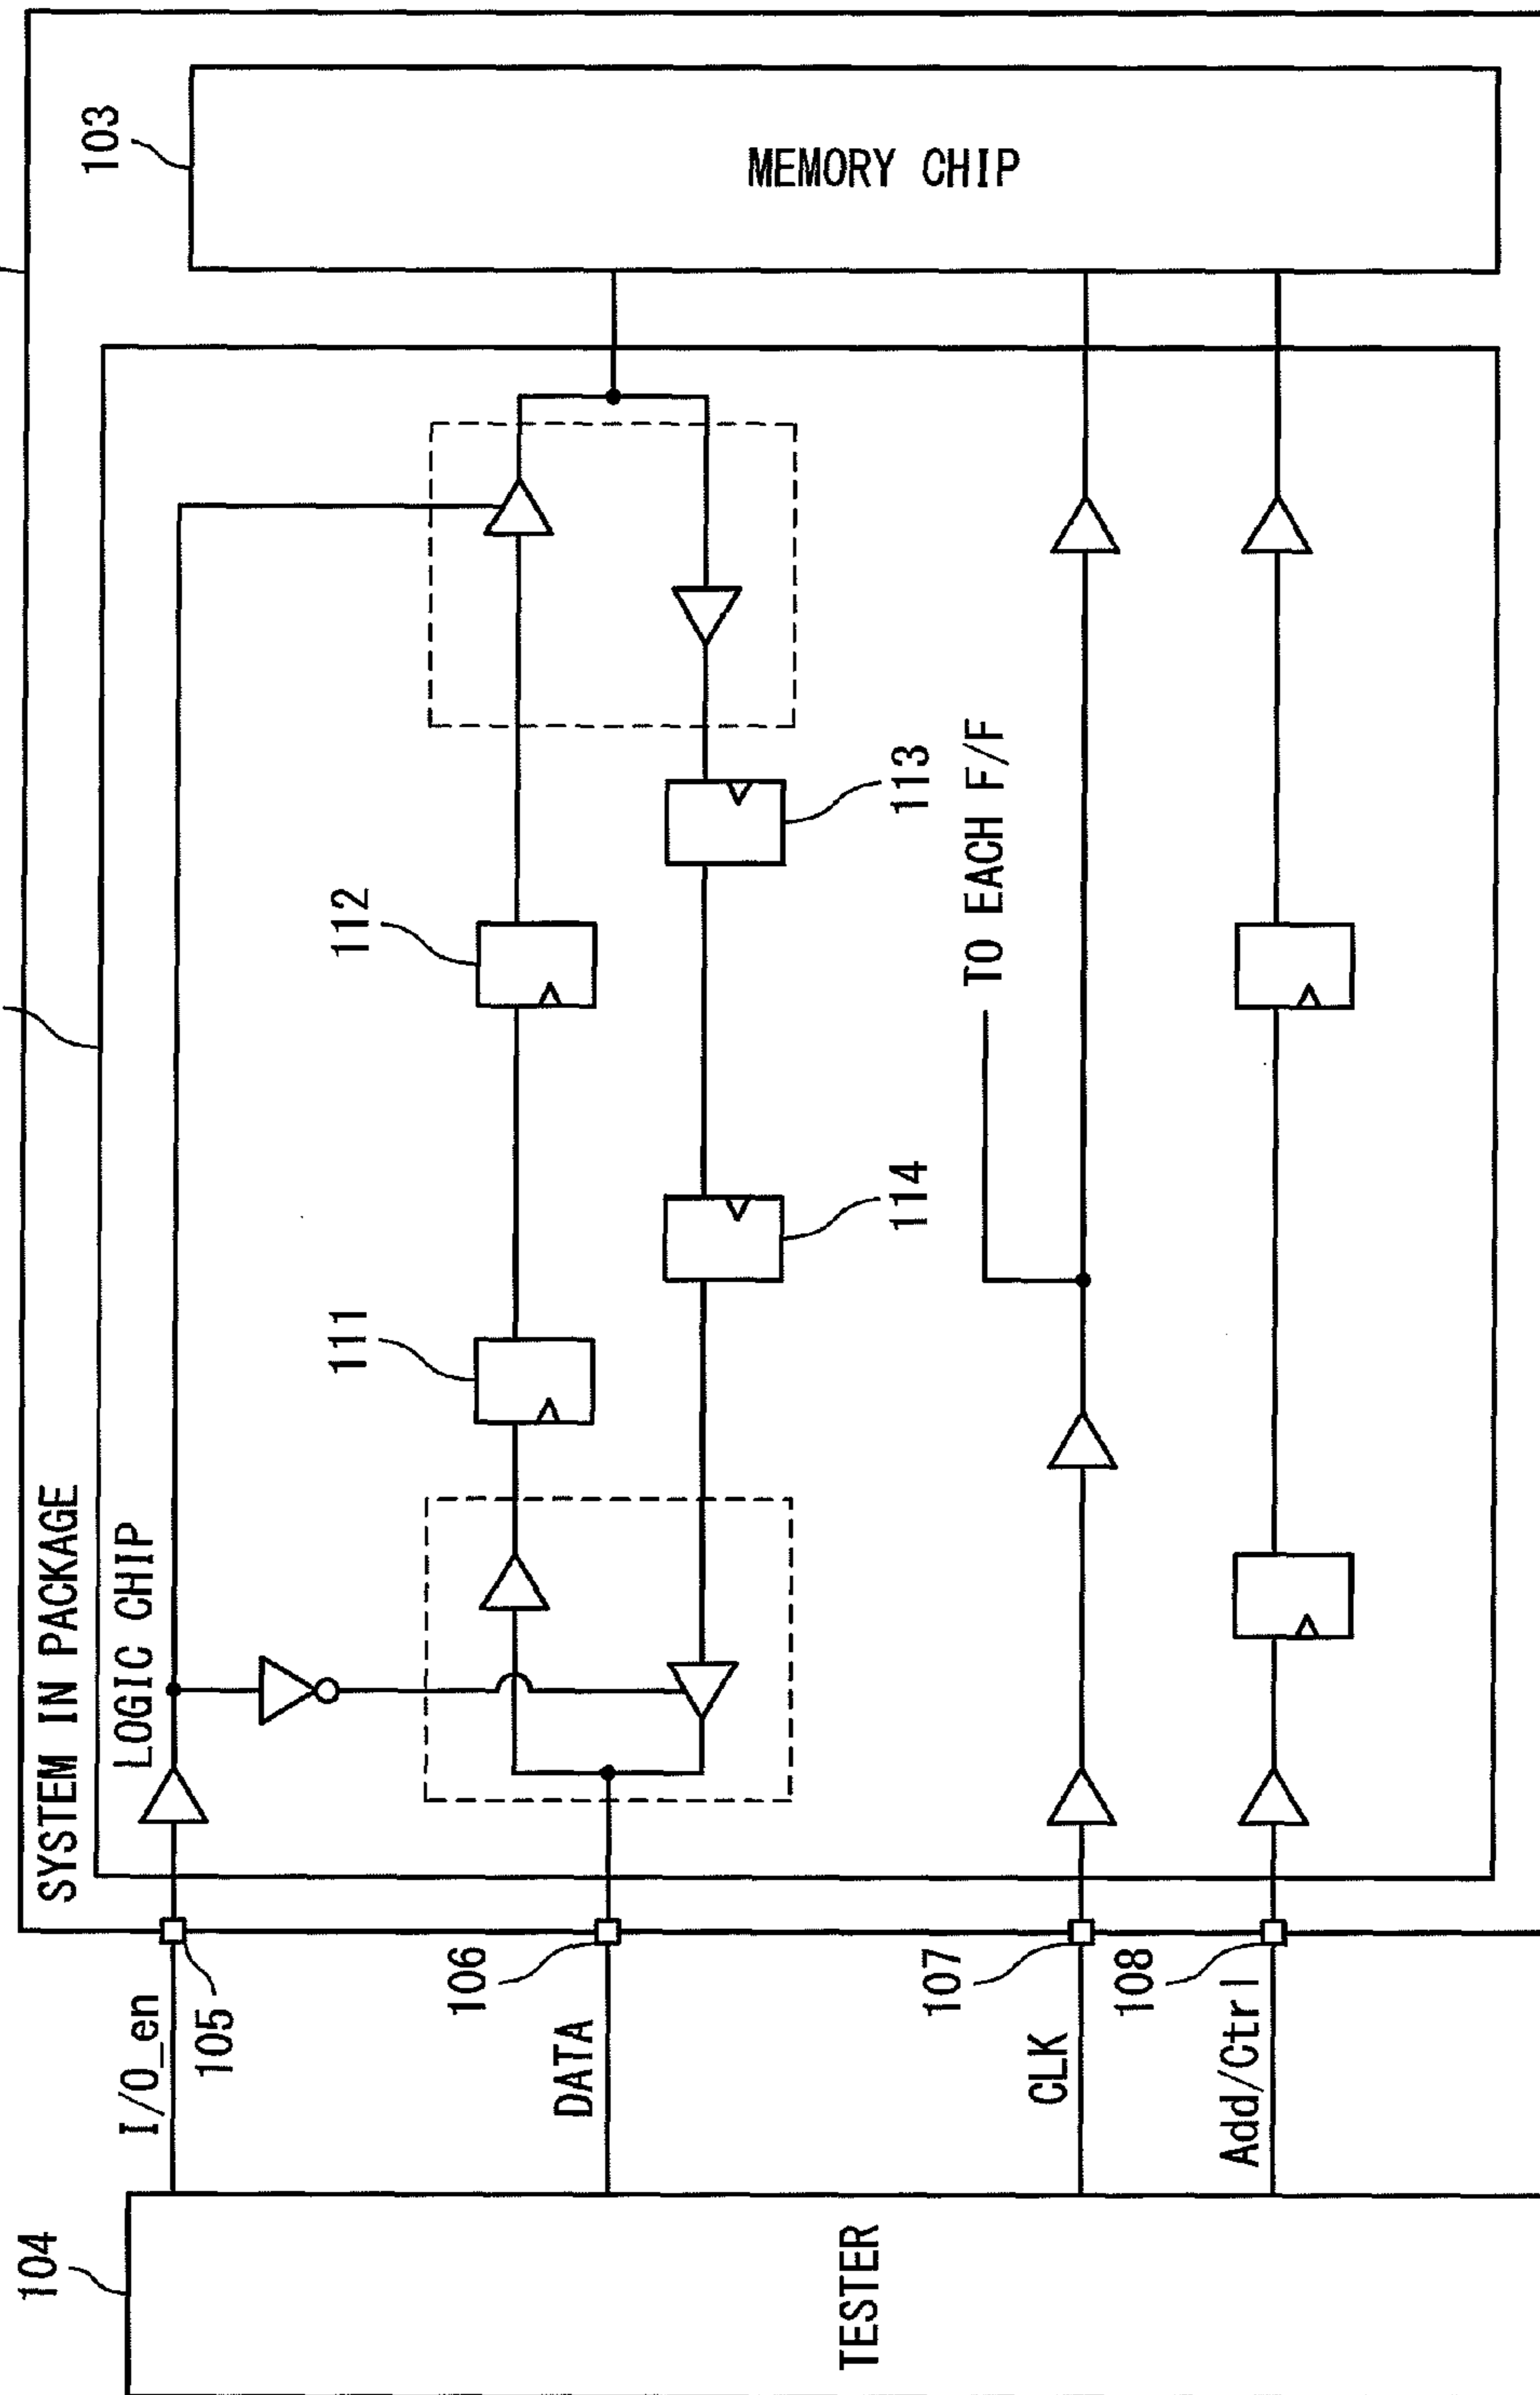 SYSTEM IN PACKAGE
LOGIC CHIP
103
MEMORY CHIP
112
111
113
114
TO EACH F/F
104
TESTER
I/O_en
105
106
DATA
107
CLK
108
Add/Ctrl